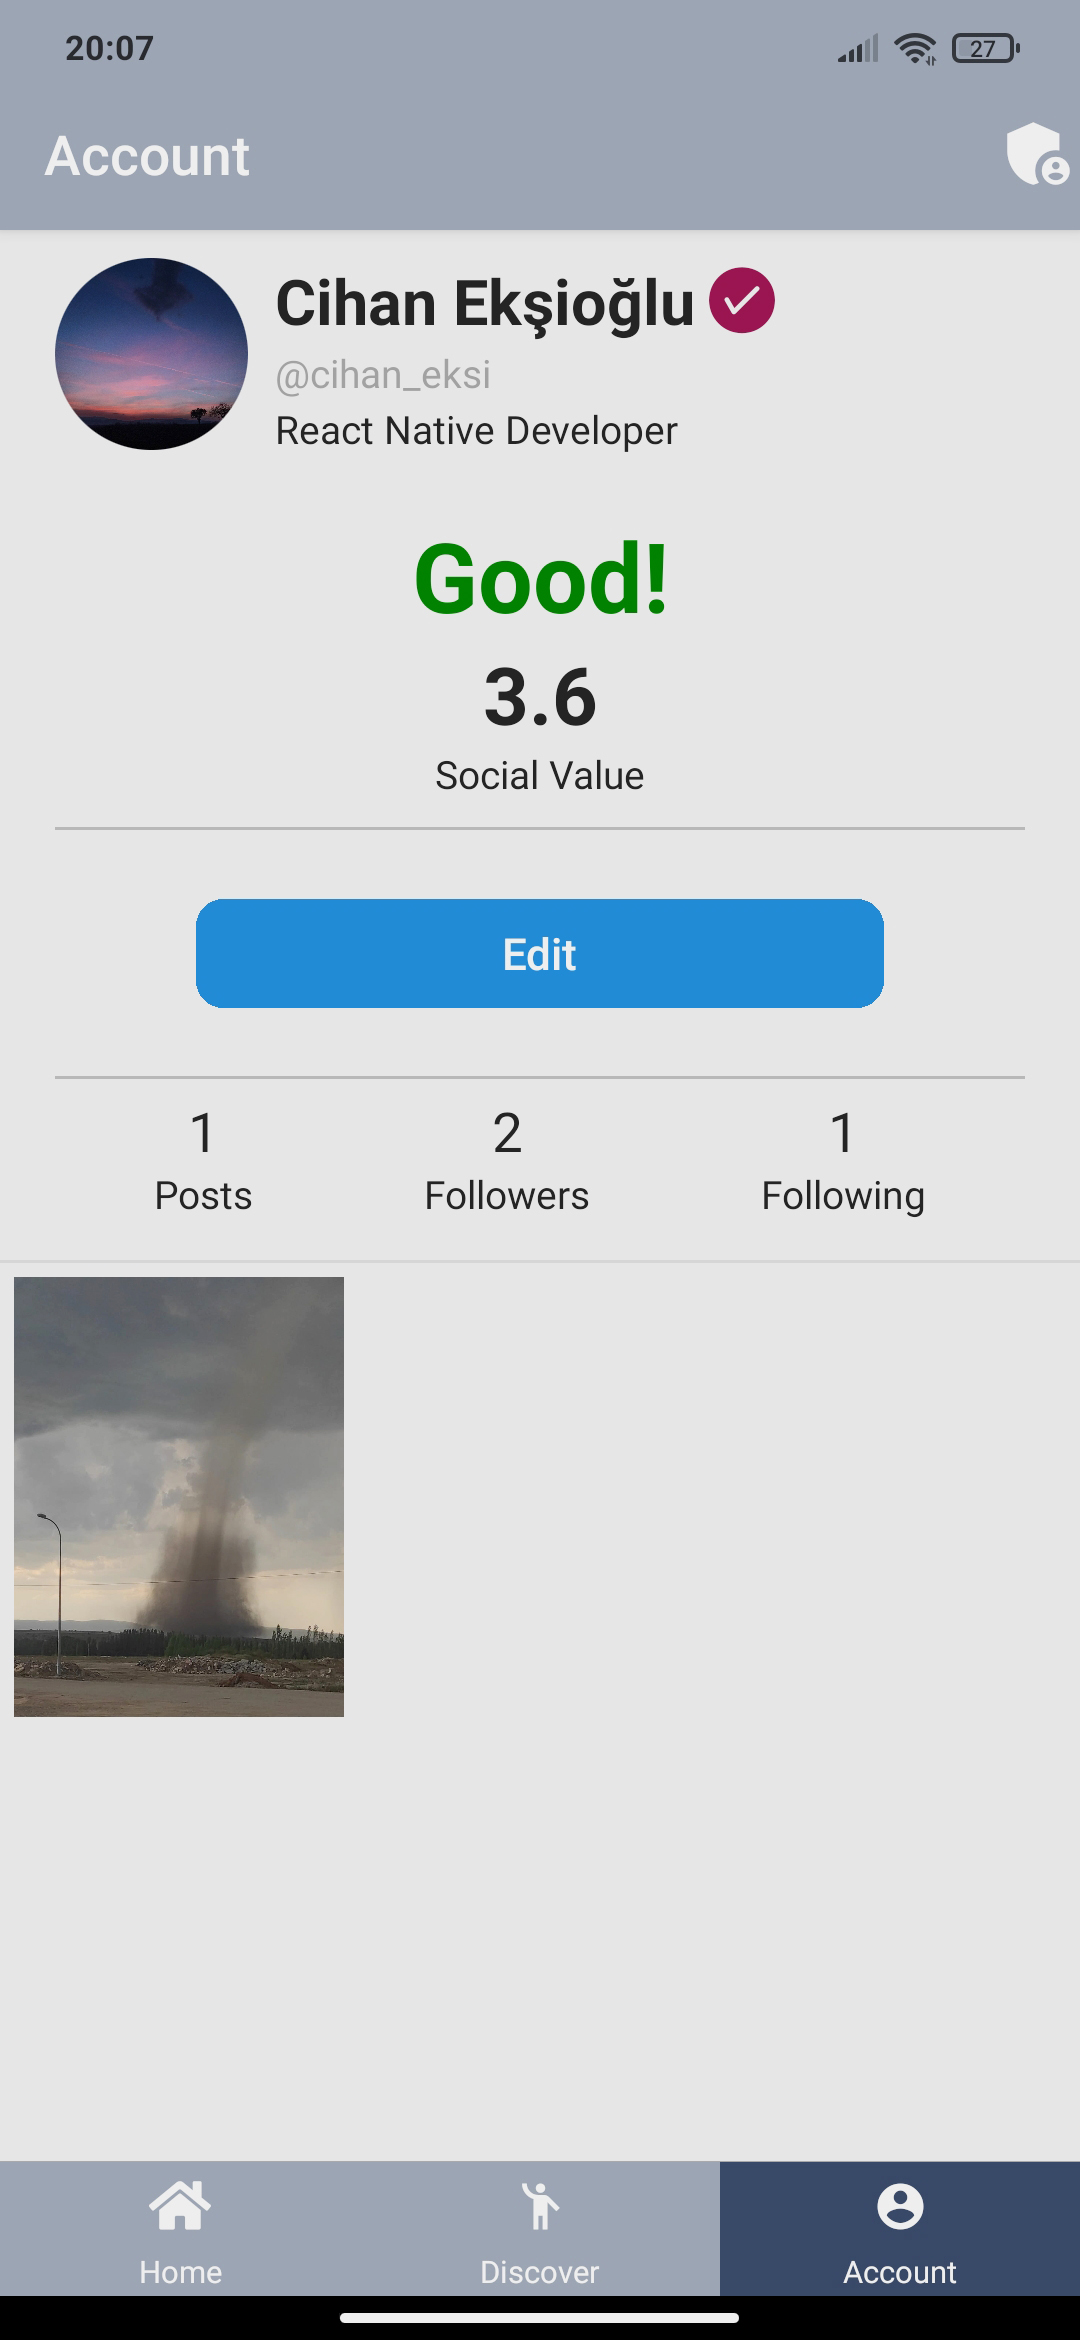 20:07
27
Account
Cihan Ekşioğlu
@cihan_eksi
React Native Developer
Good!
3.6
Social Value
Edit
1 2 1
Posts Followers Following
Home Discover Account